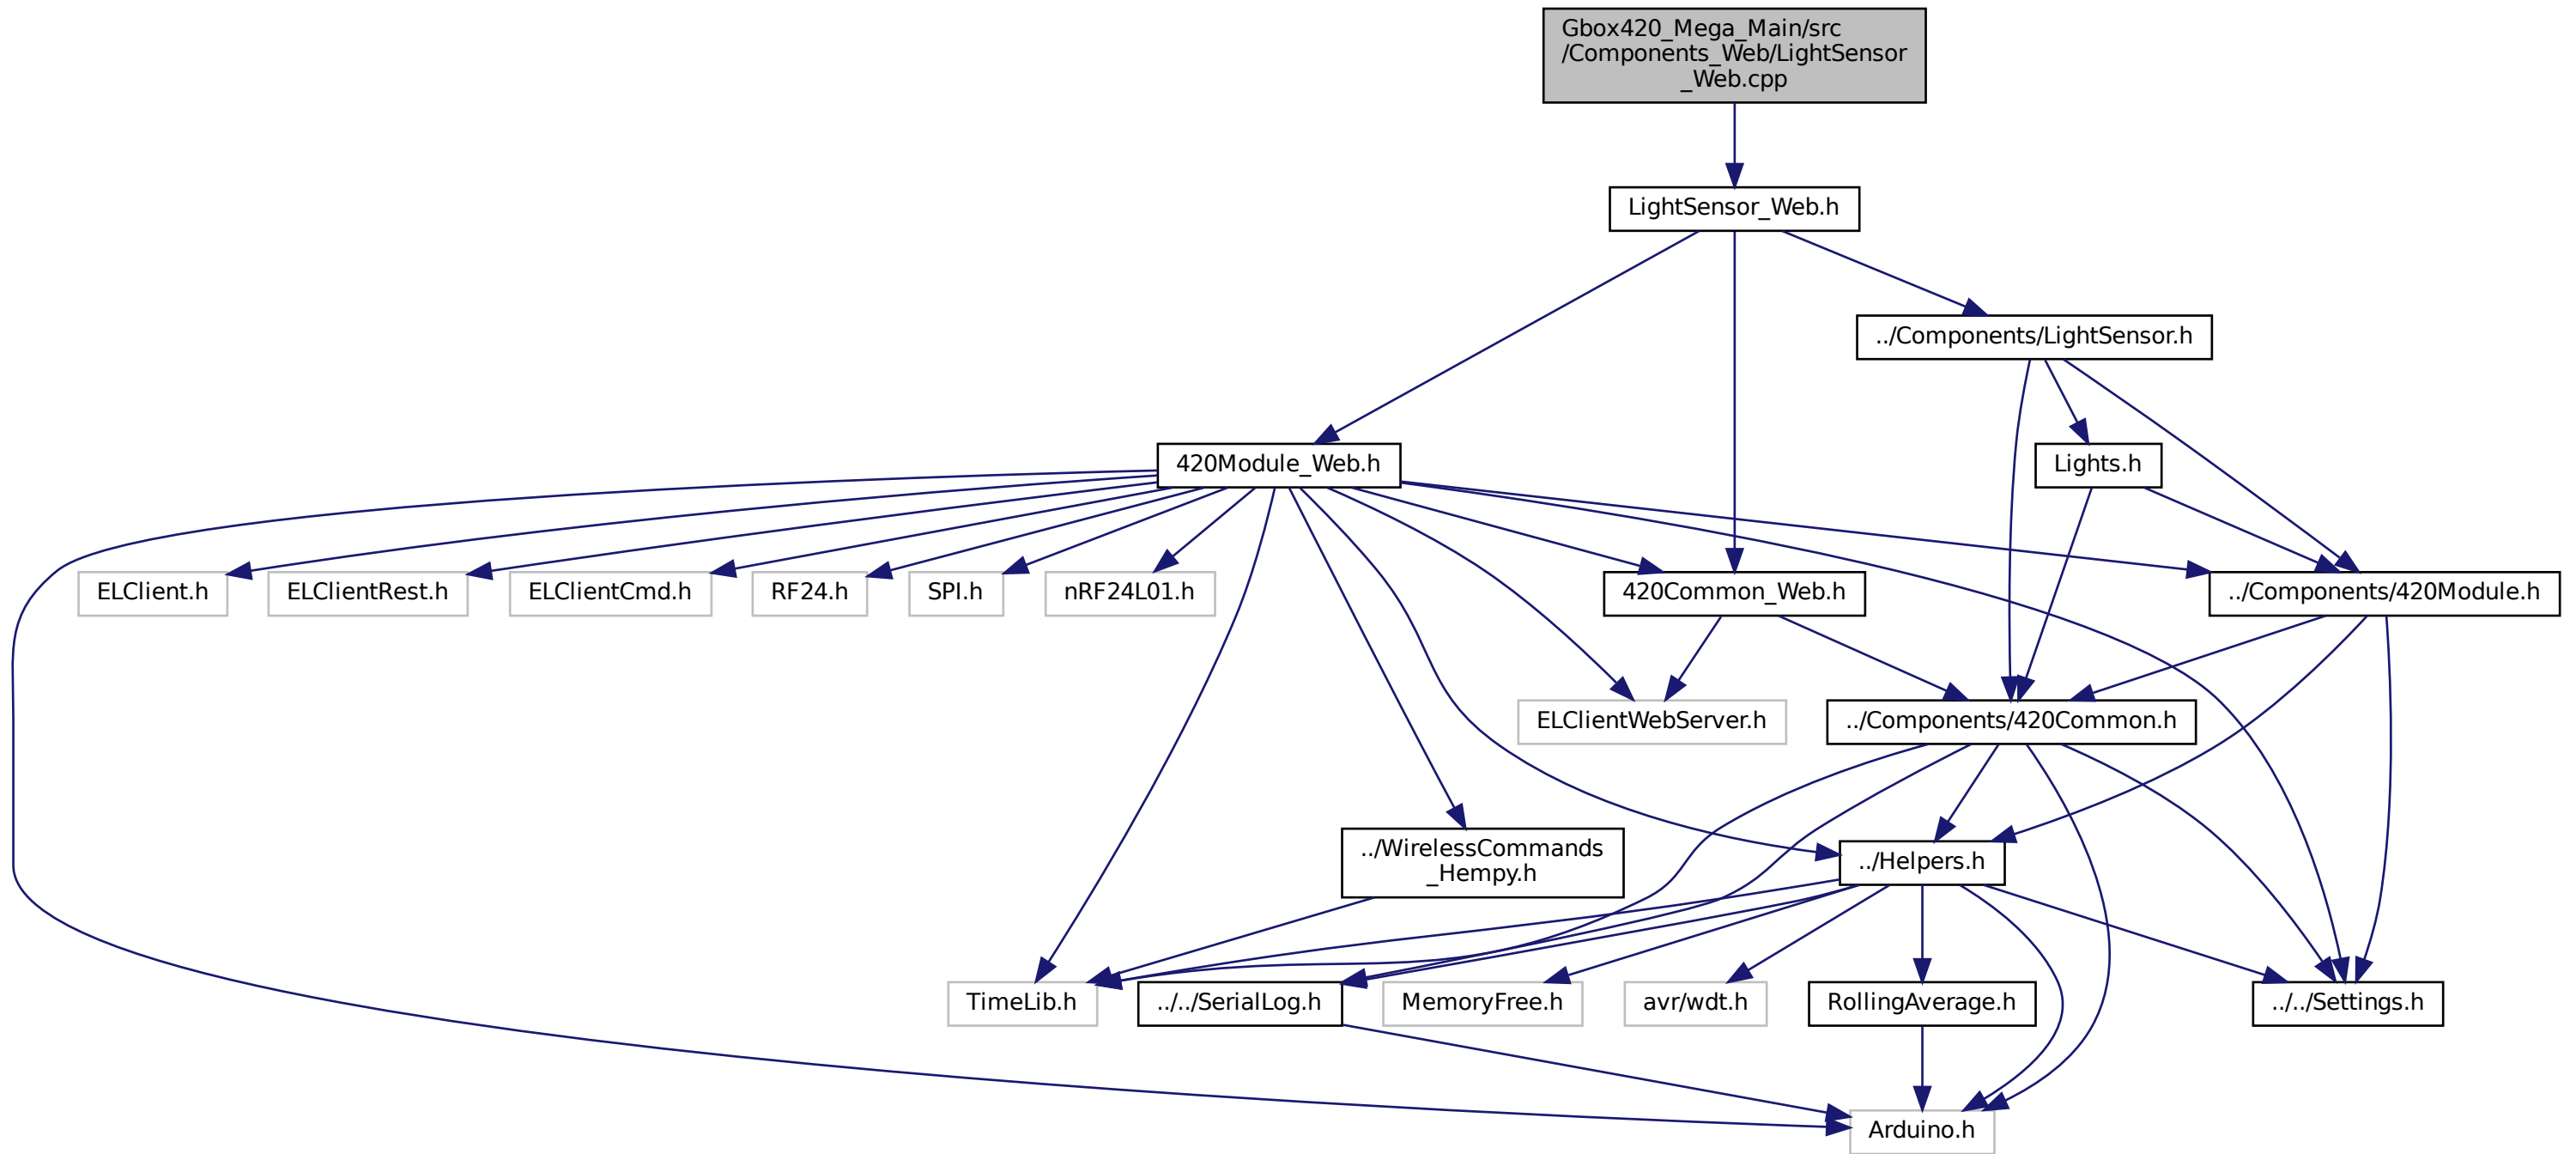 Gbox420_Mega_Main/src
/Components_Web/LightSensor
_Web.cpp
LightSensor_Web.h
../Components/LightSensor.h
420Module_Web.h
Lights.h
ELClient.h
ELClientRest.h
ELClientCmd.h
RF24.h
SPI.h
nRF24L01.h
420Common_Web.h
../Components/420Module.h
ELClientWebServer.h
../Components/420Common.h
../WirelessCommands
_Hempy.h
../Helpers.h
TimeLib.h
../../SerialLog.h
MemoryFree.h
avr/wdt.h
RollingAverage.h
../../Settings.h
Arduino.h